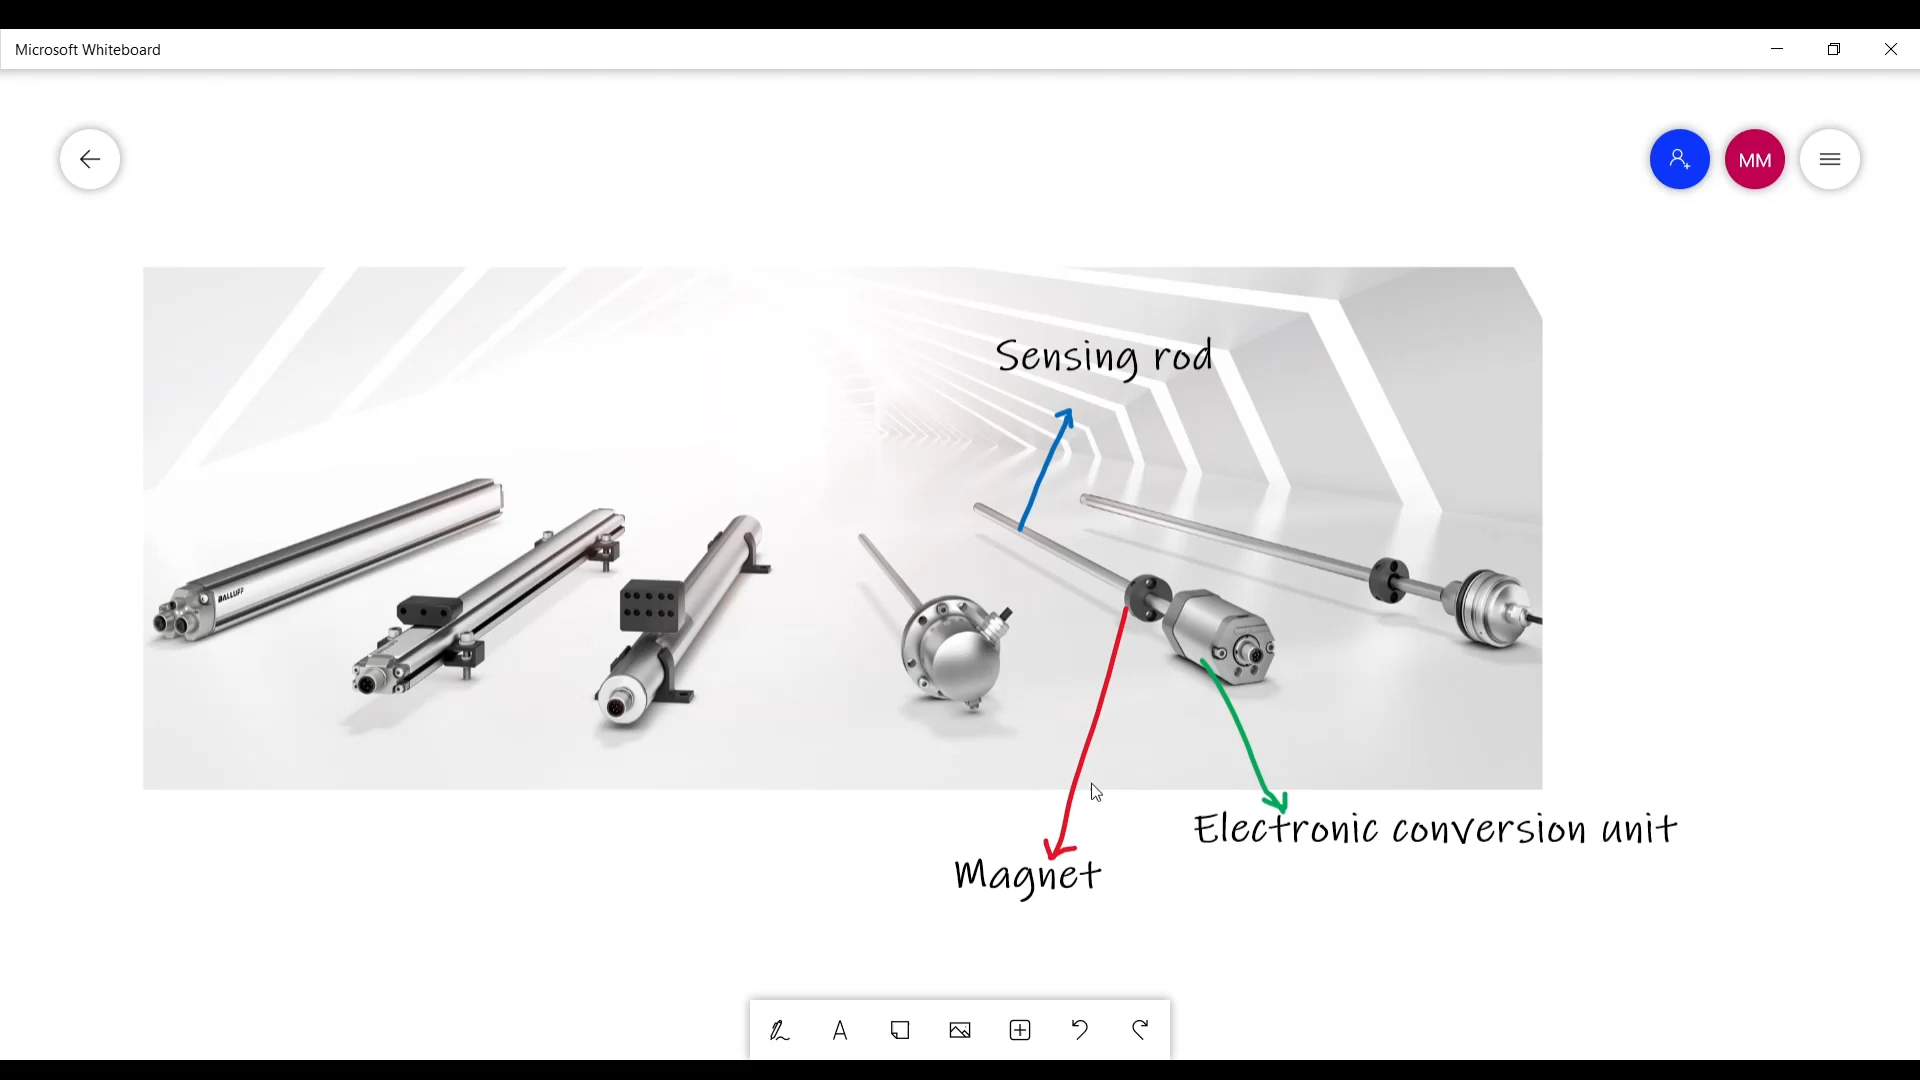 Microsoft Whiteboard
MM
Sensing rod
BALLUFF
Electronic conversion unit
Magnet